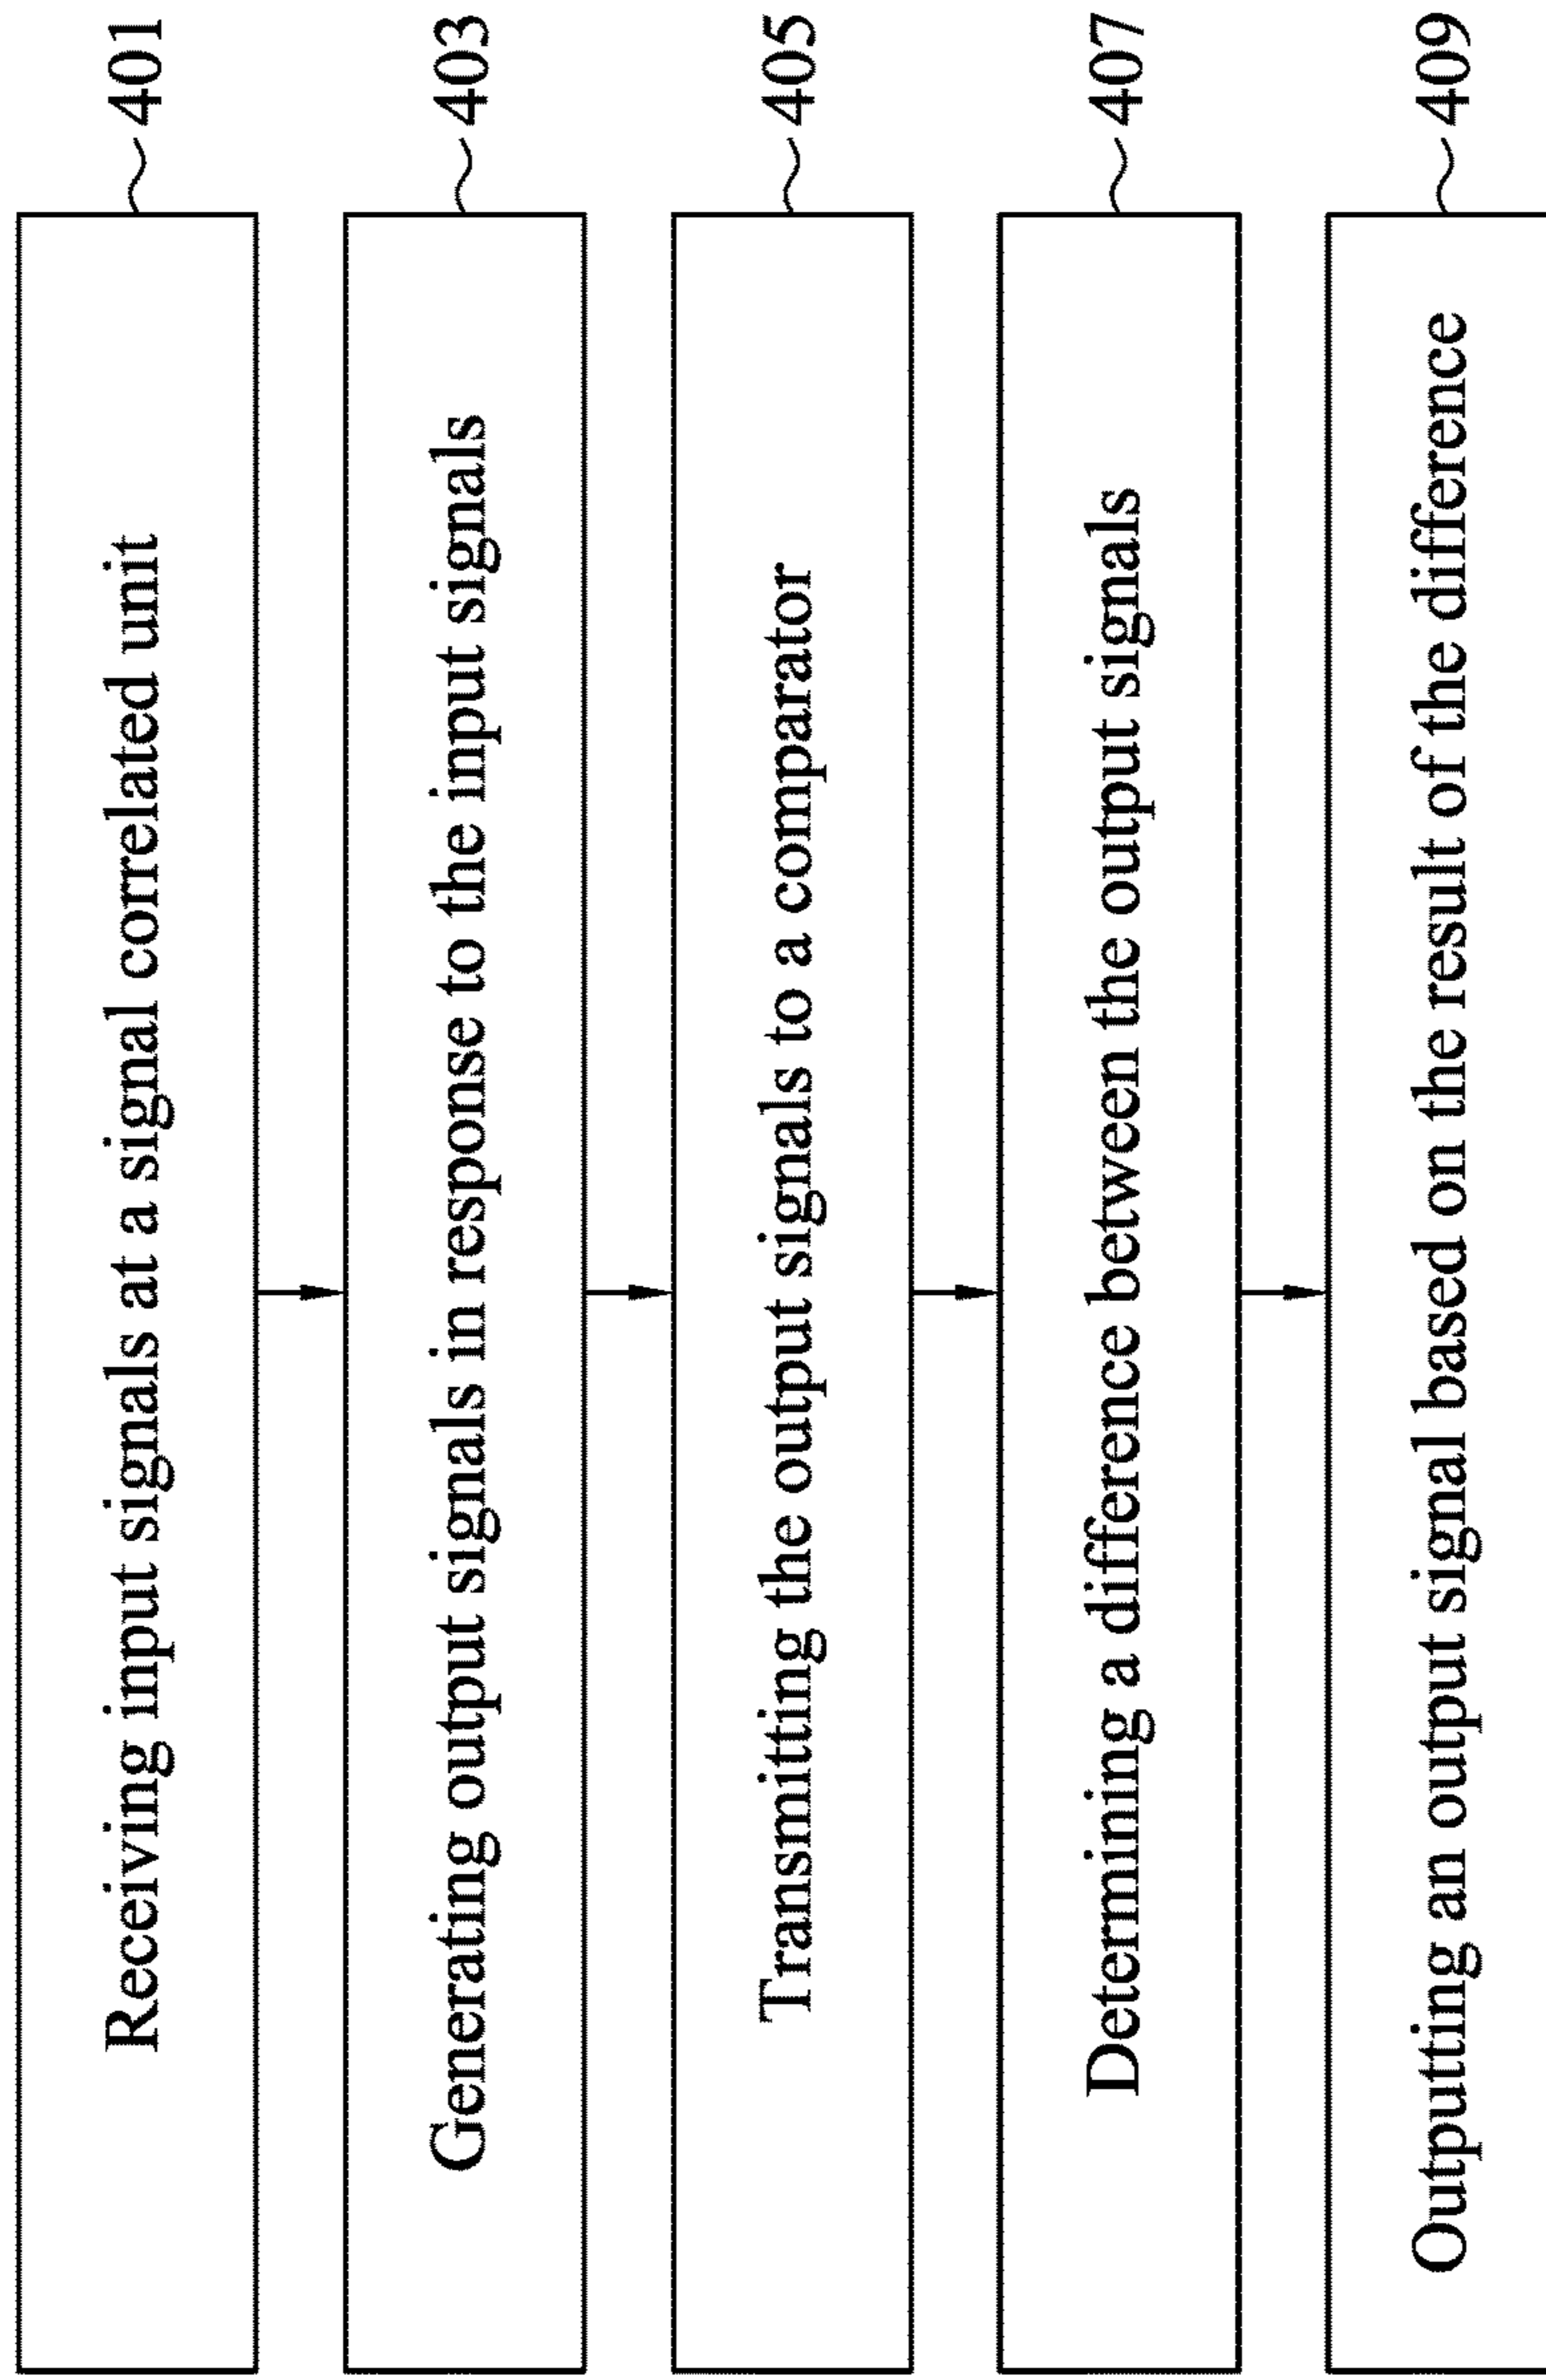 Receiving input signals at a signal correlated unit 401
Generating output signals in response to the input signals 403
Transmitting the output signals to a comparator 405
Determining a difference between the output signals 407
Outputting an output signal based on the result of the difference 409